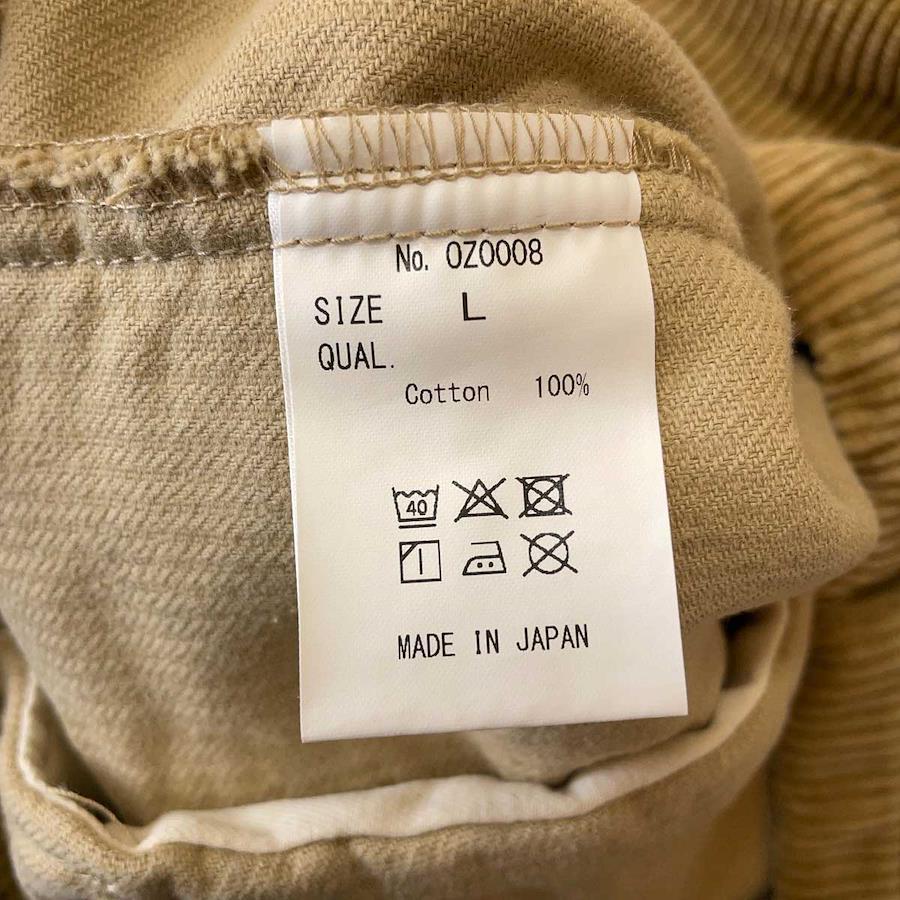 No. OZ0008
SIZE L
QUAL.
Cotton 100%
40
MADE IN JAPAN